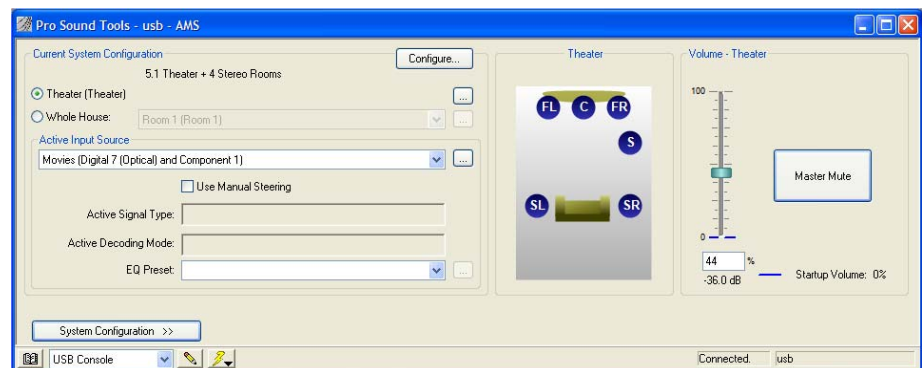 Pro Sound Tools - usb - AMS
Current System Configuration
Configure...
5.1 Theater + 4 Stereo Rooms
Theater (Theater)
...
Whole House:
Room 1 (Room 1)
...
Active Input Source
Movies (Digital 7 (Optical) and Component 1)
...
Use Manual Steering
Active Signal Type:
Active Decoding Mode:
EQ Preset:
...
Theater
FL C FR
S
SL SR
Volume - Theater
100
0
Master Mute
44 %
-36.0 dB
Startup Volume: 0%
System Configuration >>
USB Console
Connected.
usb